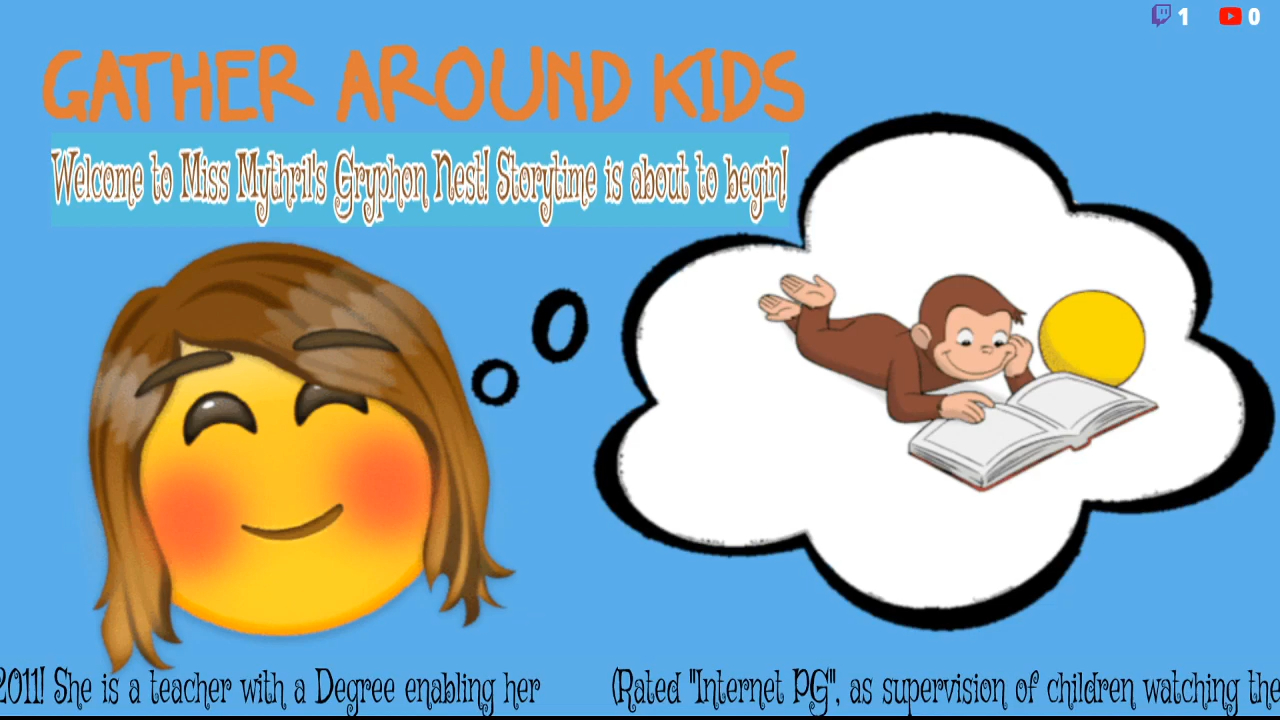 1 0
GATHER AROUND KIDS
Welcome to Miss Mythril's Gryphon Nest! Storytime is about to begin!
2011! She is a teacher with a Degree enabling her (Rated "Internet PG", as supervision of children watching the